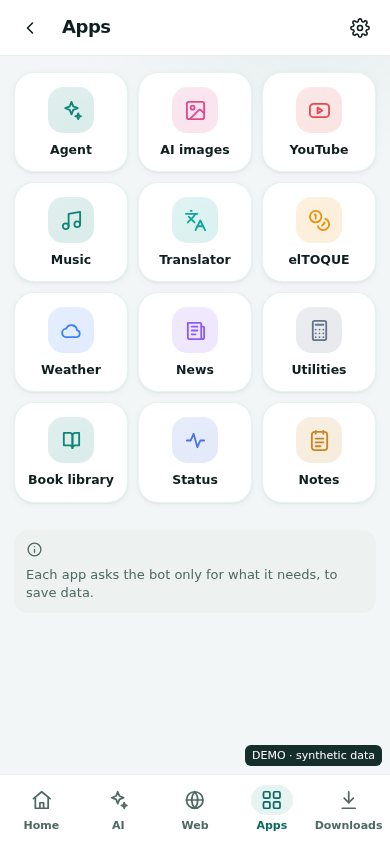 Apps
Agent
AI images
YouTube
Music
Translator
elTOQUE
Weather
News
Utilities
Book library
Status
Notes
Each app asks the bot only for what it needs, to
save data.
DEMO · synthetic data
Home
AI
Web
Apps
Downloads